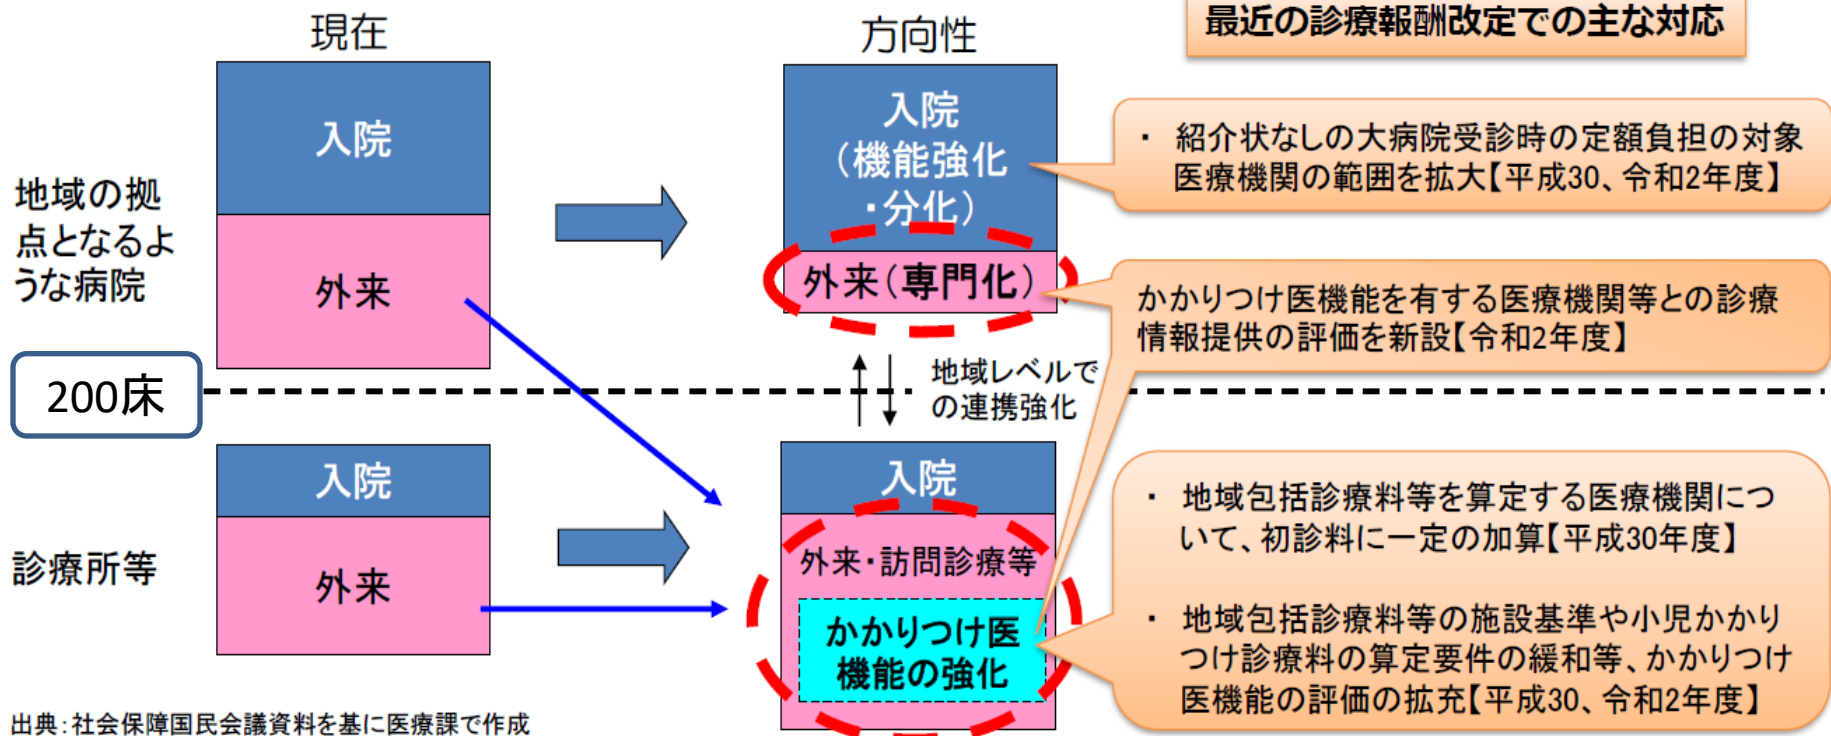 現在
方向性
最近の診療報酬改定での主な対応
地域の拠
点となるよ
うな病院
入院
外来
入院
(機能強化
・分化)
外来(専門化)
・ 紹介状なしの大病院受診時の定額負担の対象
医療機関の範囲を拡大【平成30、令和2年度】
かかりつけ医機能を有する医療機関等との診療
情報提供の評価を新設【令和2年度】
200床
地域レベルで
の連携強化
診療所等
入院
外来
入院
外来・訪問診療等
かかりつけ医
機能の強化
・ 地域包括診療料等を算定する医療機関につ
いて、初診料に一定の加算【平成30年度】
・ 地域包括診療料等の施設基準や小児かかり
つけ診療料の算定要件の緩和等、かかりつけ
医機能の評価の拡充【平成30、令和2年度】
出典：社会保障国民会議資料を基に医療課で作成